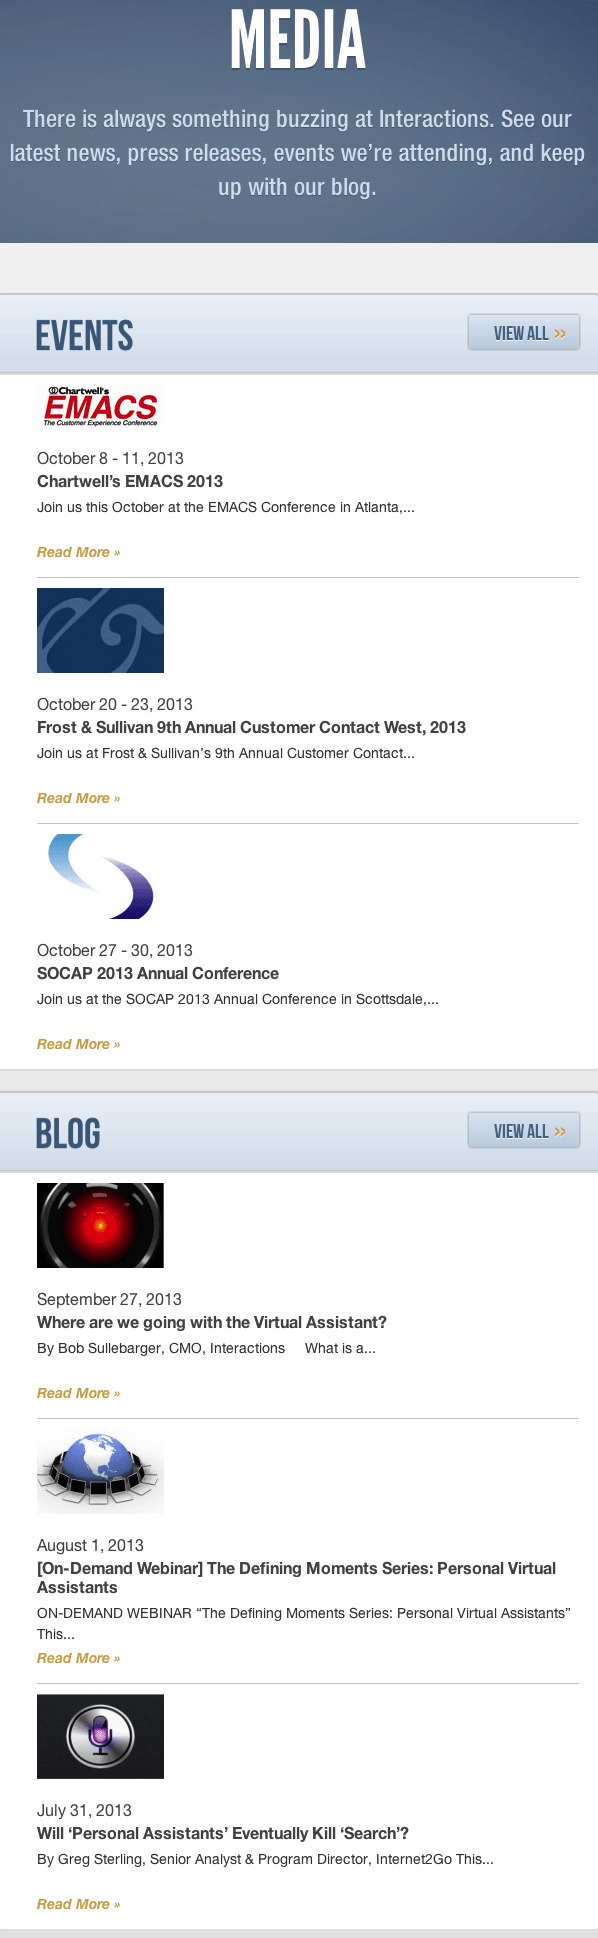 MEDIA
There is always something buzzing at Interactions. See our
latest news, press releases, events we’re attending, and keep
up with our blog.
EVENTS
VIEW ALL »
Chartwell's
EMACS
The Customer Experience Conference
October 8 - 11, 2013
Chartwell’s EMACS 2013
Join us this October at the EMACS Conference in Atlanta,...
Read More »
October 20 - 23, 2013
Frost & Sullivan 9th Annual Customer Contact West, 2013
Join us at Frost & Sullivan’s 9th Annual Customer Contact...
Read More »
October 27 - 30, 2013
SOCAP 2013 Annual Conference
Join us at the SOCAP 2013 Annual Conference in Scottsdale,...
Read More »
BLOG
VIEW ALL »
September 27, 2013
Where are we going with the Virtual Assistant?
By Bob Sullebarger, CMO, Interactions    What is a...
Read More »
August 1, 2013
[On-Demand Webinar] The Defining Moments Series: Personal Virtual
Assistants
ON-DEMAND WEBINAR “The Defining Moments Series: Personal Virtual Assistants”
This...
Read More »
July 31, 2013
Will ‘Personal Assistants’ Eventually Kill ‘Search’?
By Greg Sterling, Senior Analyst & Program Director, Internet2Go This...
Read More »